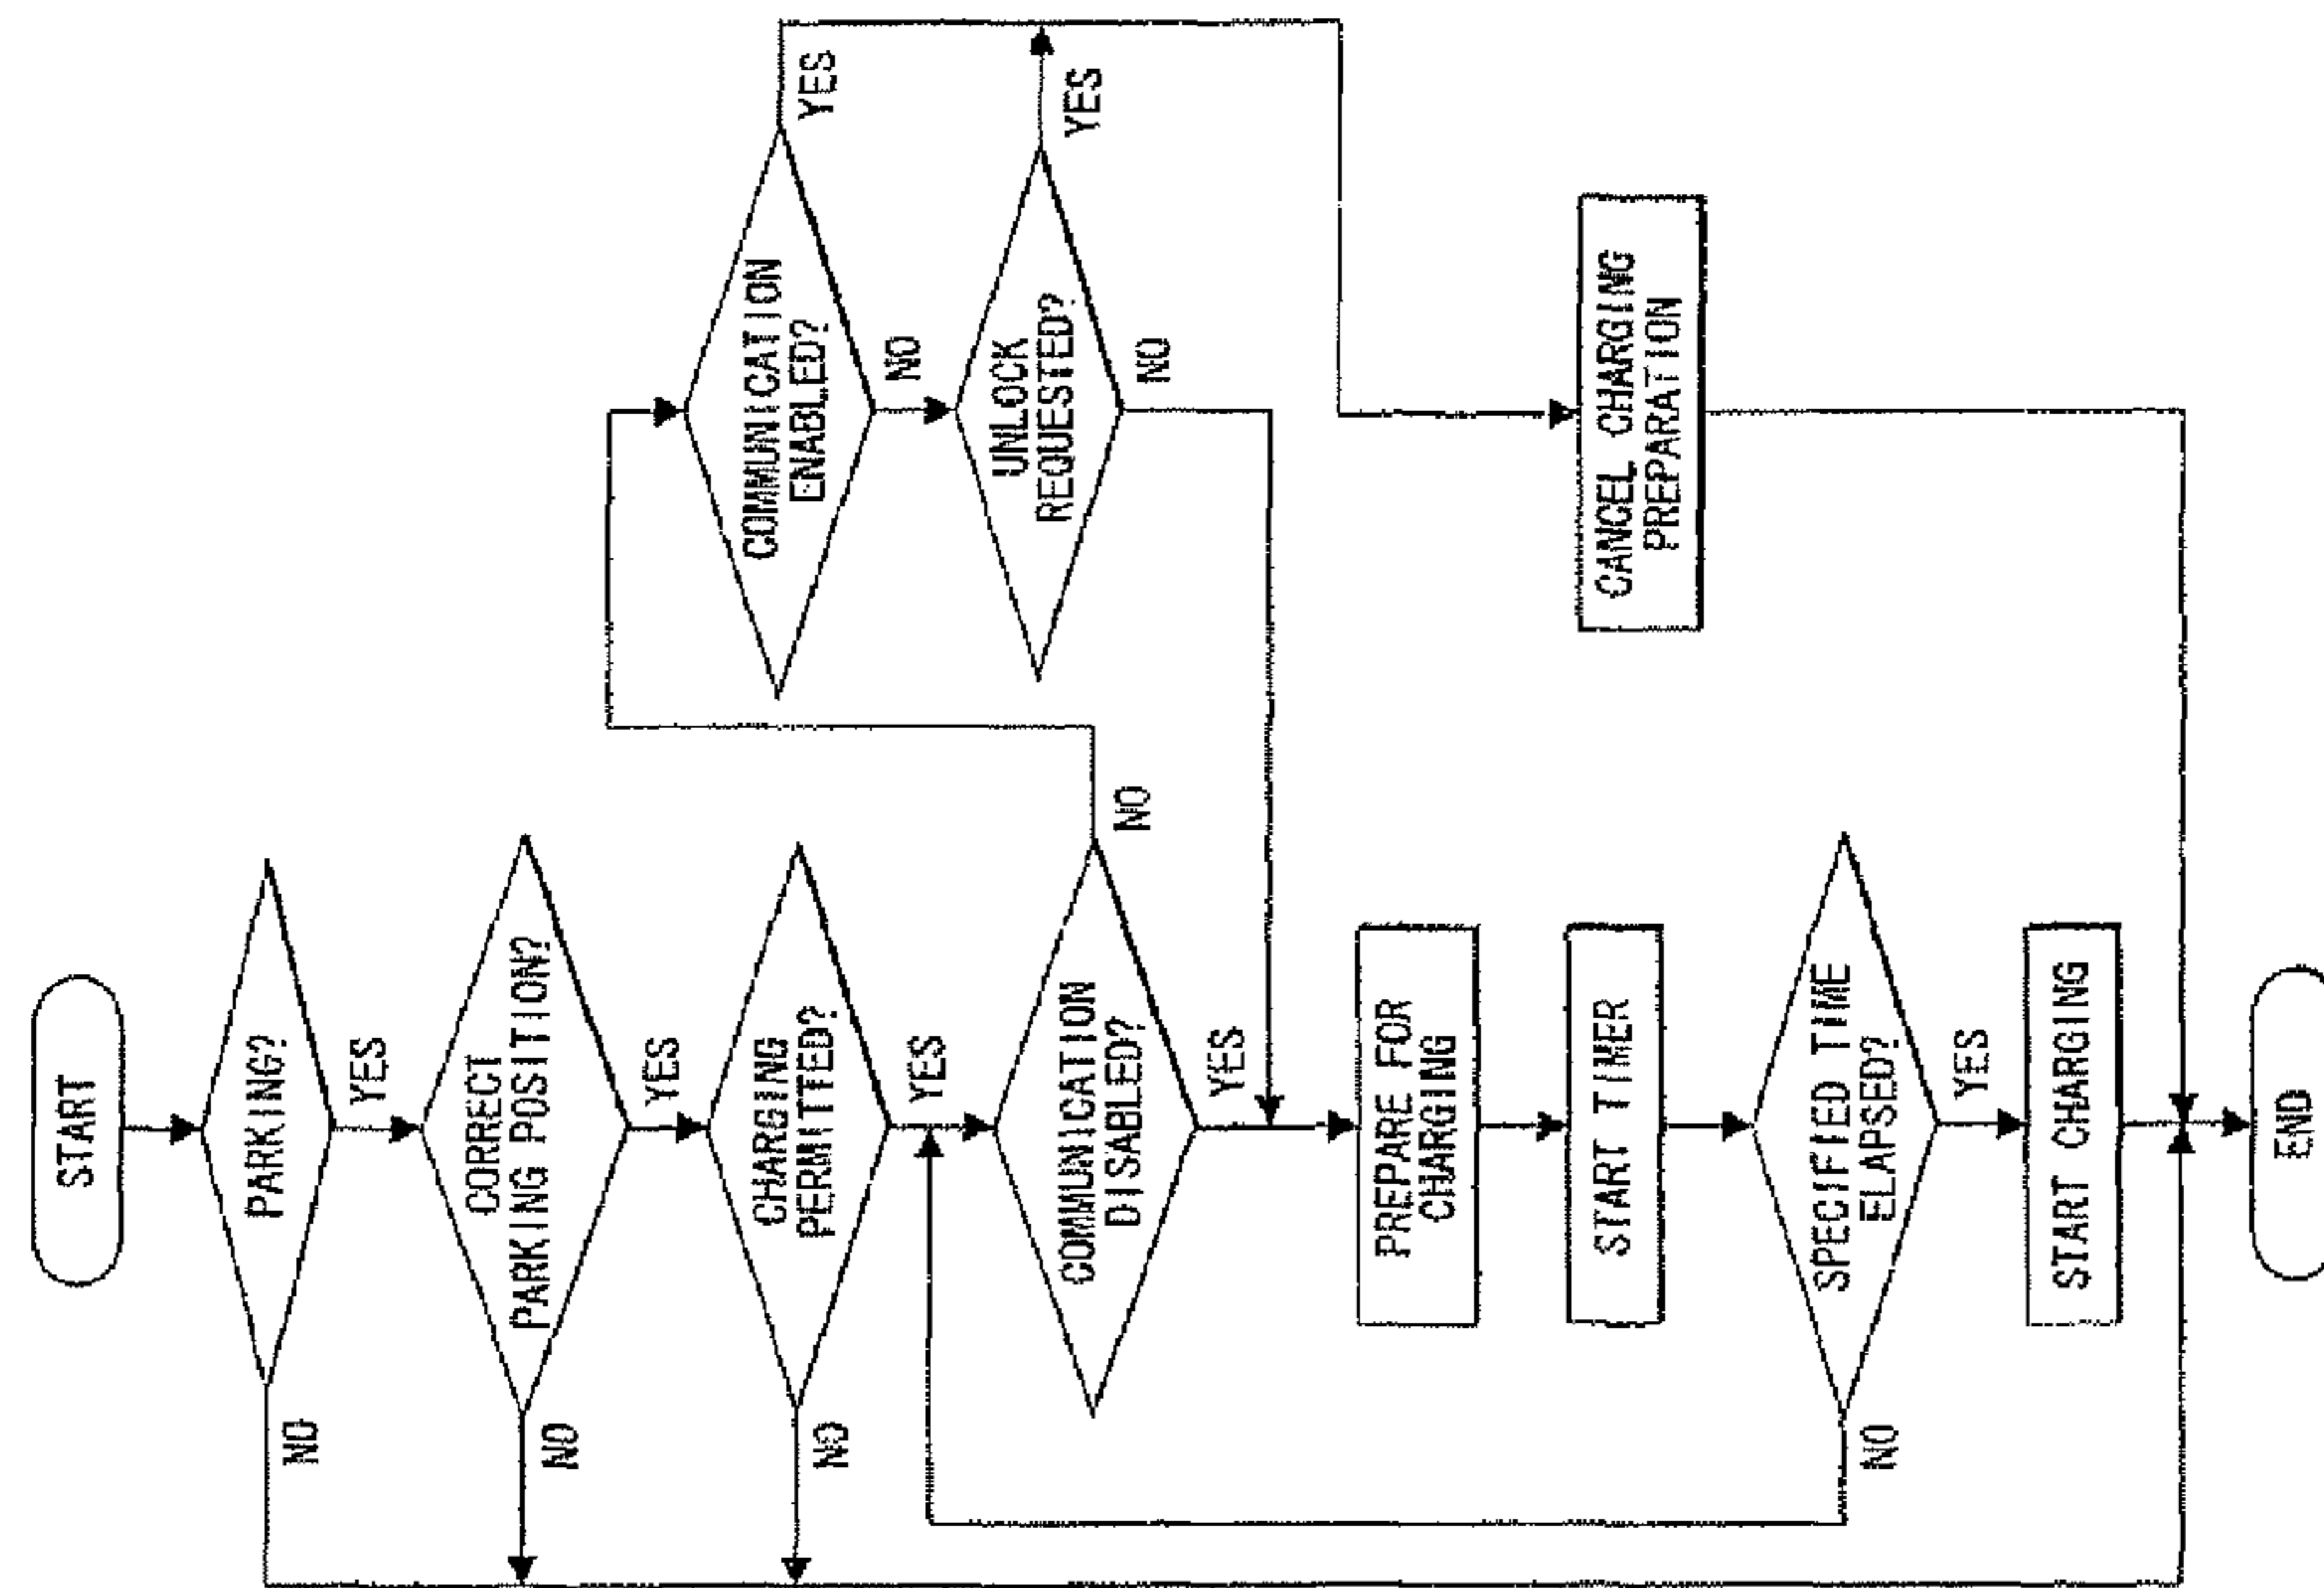 START
PARKING?
NO
YES
CORRECT
PARKING POSITION?
NO
YES
CHARGING
PERMITTED?
NO
YES
COMMUNICATION
DISABLED?
NO
YES
COMMUNICATION
ENABLED?
YES
NO
UNLOCK
REQUESTED?
YES
NO
PREPARE FOR
CHARGING
START TIMER
CANCEL CHARGING
PREPARATION
SPECIFIED TIME
ELAPSED?
NO
YES
START CHARGING
END